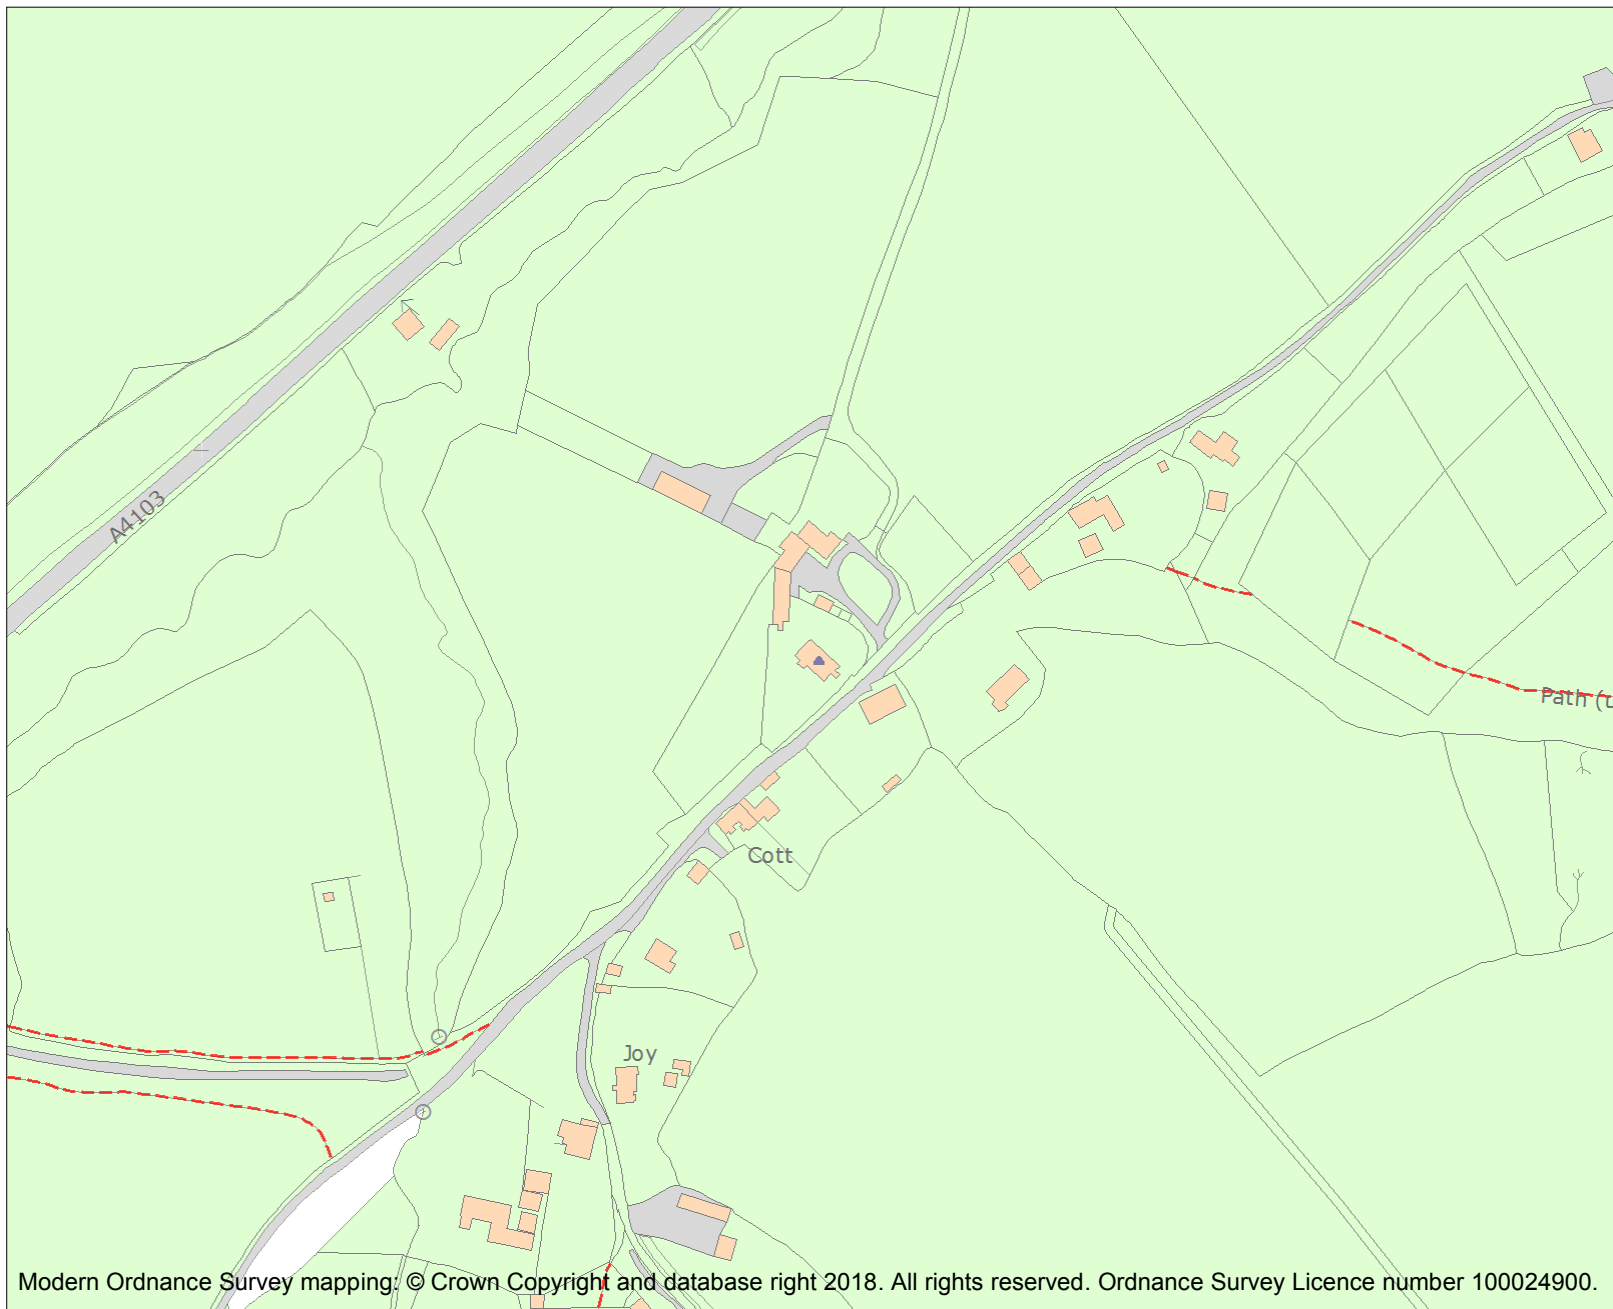 A4103
Path (u
Cott
Joy
Modern Ordnance Survey mapping: © Crown Copyright and database right 2018. All rights reserved. Ordnance Survey Licence number 100024900.